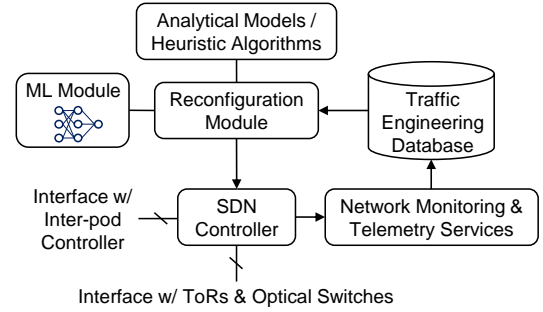 Analytical Models /
Heuristic Algorithms
ML Module
Reconfiguration
Module
Traffic
Engineering
Database
Interface w/
Inter-pod
Controller
SDN
Controller
Network Monitoring &
Telemetry Services
Interface w/ ToRs & Optical Switches